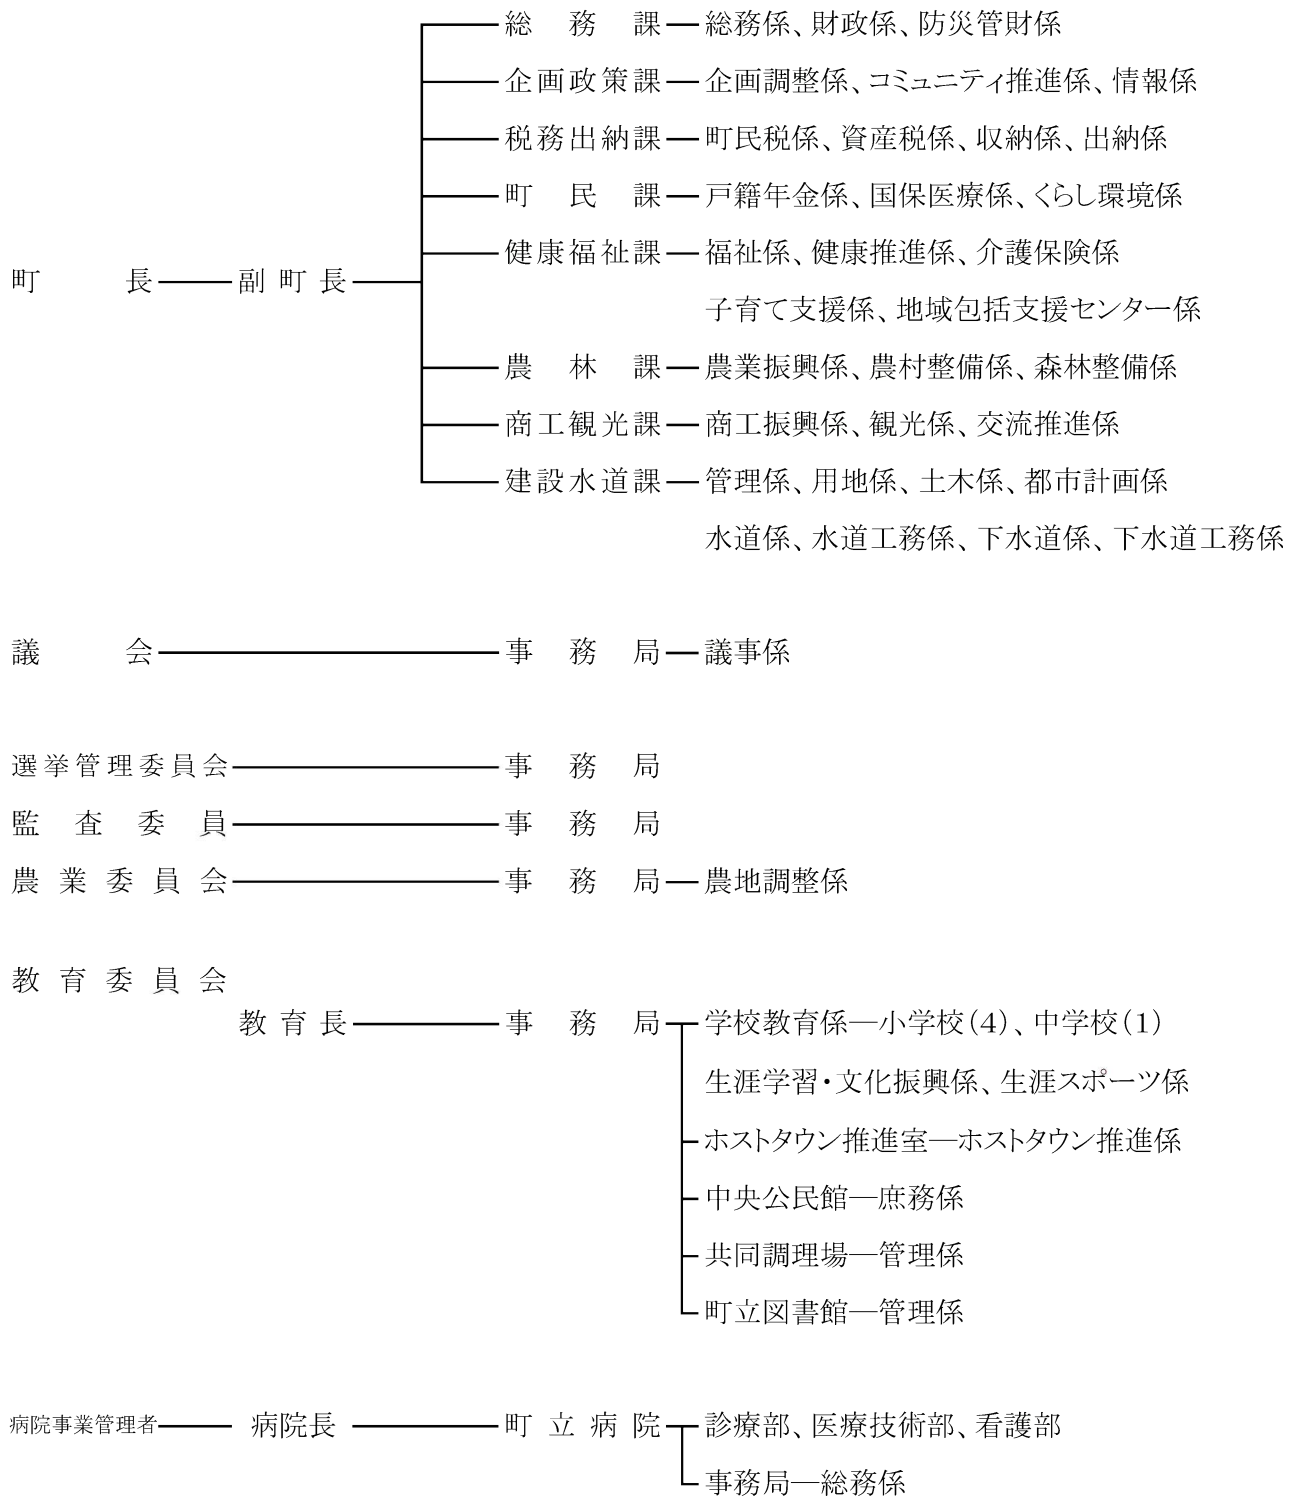 総務課―総務係、財政係、防災管財係
企画政策課―企画調整係、コミュニティ推進係、情報係
税務出納課―町民税係、資産税係、収納係、出納係
町民課―戸籍年金係、国保医療係、くらし環境係
健康福祉課―福祉係、健康推進係、介護保険係
町長―副町長
子育て支援係、地域包括支援センター係
農林課―農業振興係、農村整備係、森林整備係
商工観光課―商工振興係、観光係、交流推進係
建設水道課―管理係、用地係、土木係、都市計画係
水道係、水道工務係、下水道係、下水道工務係
議会―事務局―議事係
選挙管理委員会―事務局
監査委員―事務局
農業委員会―事務局―農地調整係
教育委員会
教育長―事務局―学校教育係―小学校(4)、中学校(1)
生涯学習・文化振興係、生涯スポーツ係
ホストタウン推進室―ホストタウン推進係
中央公民館―庶務係
共同調理場―管理係
町立図書館―管理係
病院事業管理者―病院長―町立病院―診療部、医療技術部、看護部
事務局―総務係